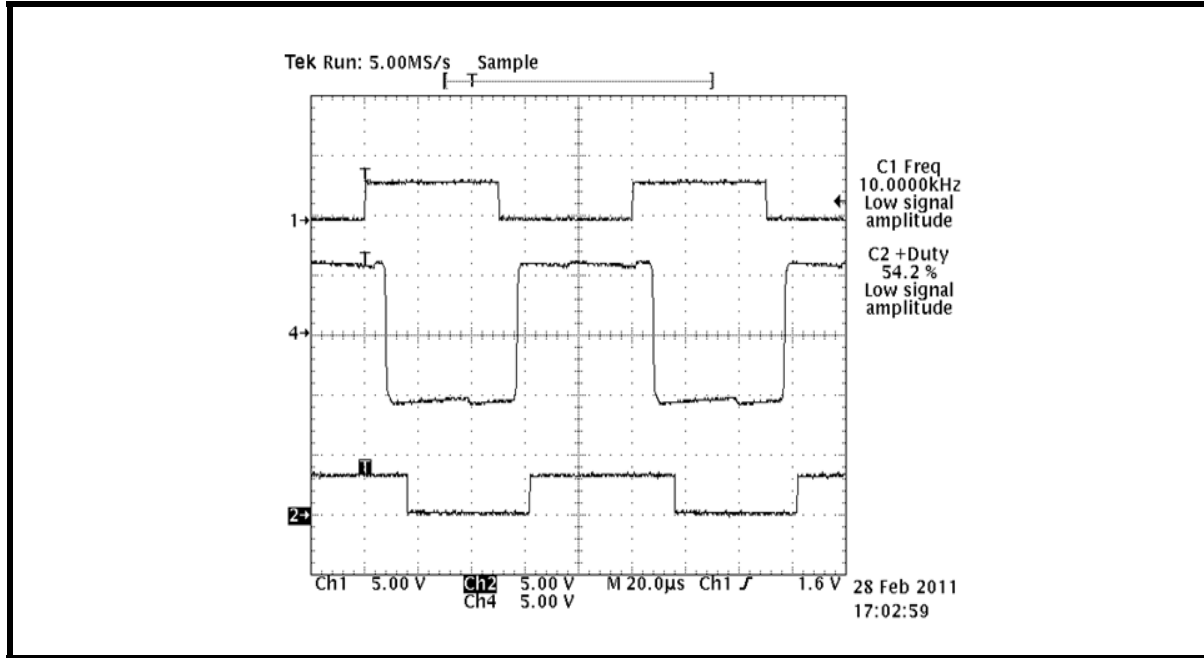 Tek Run: 5.00MS/s Sample
[ T ]
T
C1 Freq
10.0000kHz
Low signal
amplitude
1→
T
C2 +Duty
54.2 %
Low signal
amplitude
4→
T
2→
Ch1 5.00 V Ch2 5.00 V M 20.0µs Ch1 ʃ 1.6 V
Ch4 5.00 V
28 Feb 2011
17:02:59